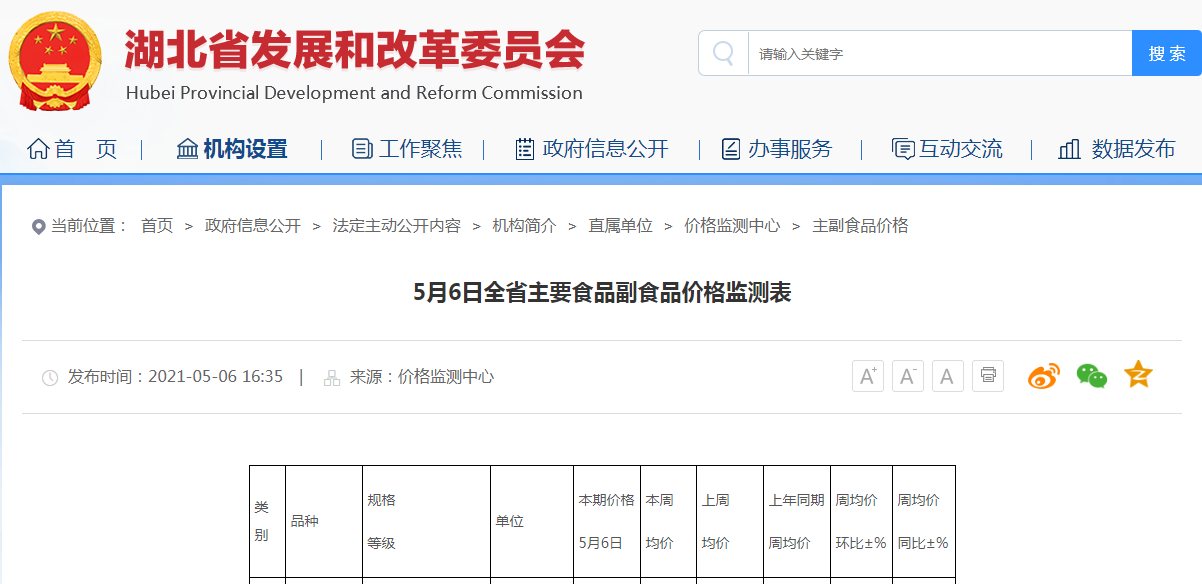 湖北省发展和改革委员会
Hubei Provincial Development and Reform Commission
请输入关键字
搜 索
首 页 | 机构设置 | 工作聚焦 | 政府信息公开 | 办事服务 | 互动交流 | 数据发布
当前位置： 首页 > 政府信息公开 > 法定主动公开内容 > 机构简介 > 直属单位 > 价格监测中心 > 主副食品价格
5月6日全省主要食品副食品价格监测表
发布时间：2021-05-06 16:35 | 来源：价格监测中心
A+ A- A
类别
品种
规格
等级
单位
本期价格
5月6日
本周
均价
上周
均价
上年同期
周均价
周均价
环比±%
周均价
同比±%